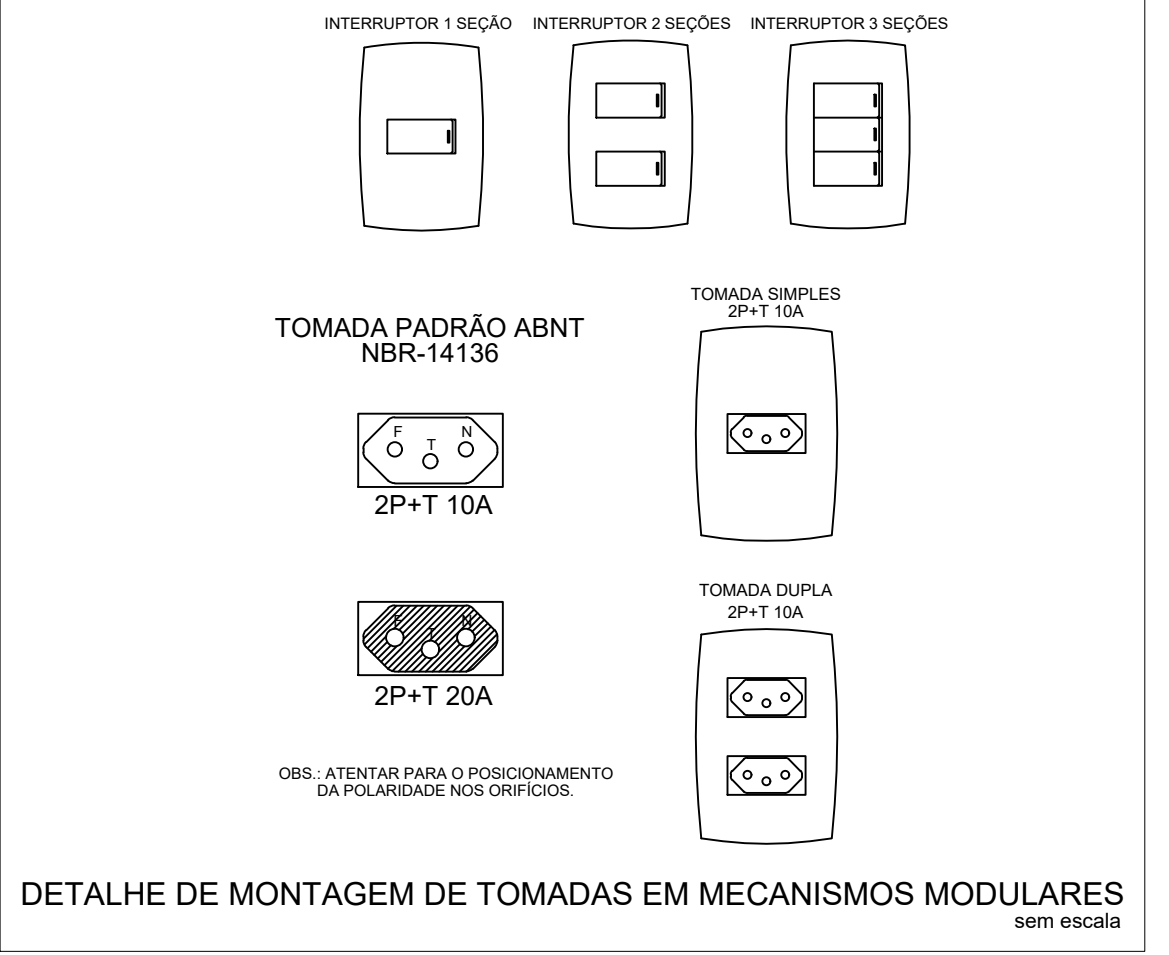 INTERRUPTOR 1 SEÇÃO
INTERRUPTOR 2 SEÇÕES
INTERRUPTOR 3 SEÇÕES
TOMADA PADRÃO ABNT
NBR-14136
F T N
2P+T 10A
F T N
2P+T 20A
OBS.: ATENTAR PARA O POSICIONAMENTO
DA POLARIDADE NOS ORIFÍCIOS.
TOMADA SIMPLES
2P+T 10A
TOMADA DUPLA
2P+T 10A
DETALHE DE MONTAGEM DE TOMADAS EM MECANISMOS MODULARES
sem escala